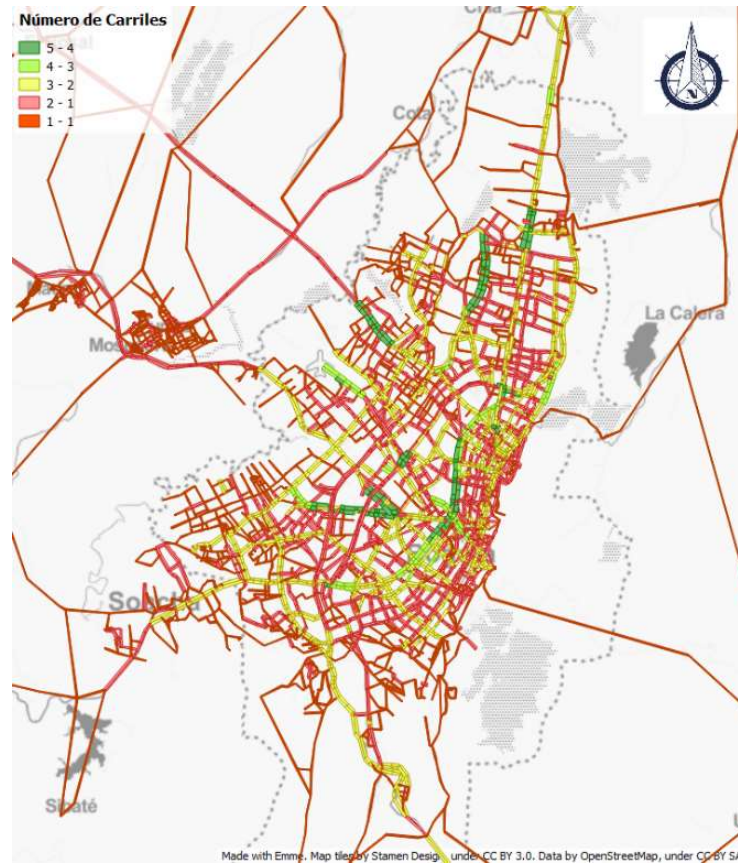 Número de Carriles
5 - 4
4 - 3
3 - 2
2 - 1
1 - 1
N
Cota
La Calera
Sibaté
Made with Emme. Map tiles by Stamen Design, under CC BY 3.0. Data by OpenStreetMap, under CC BY SA